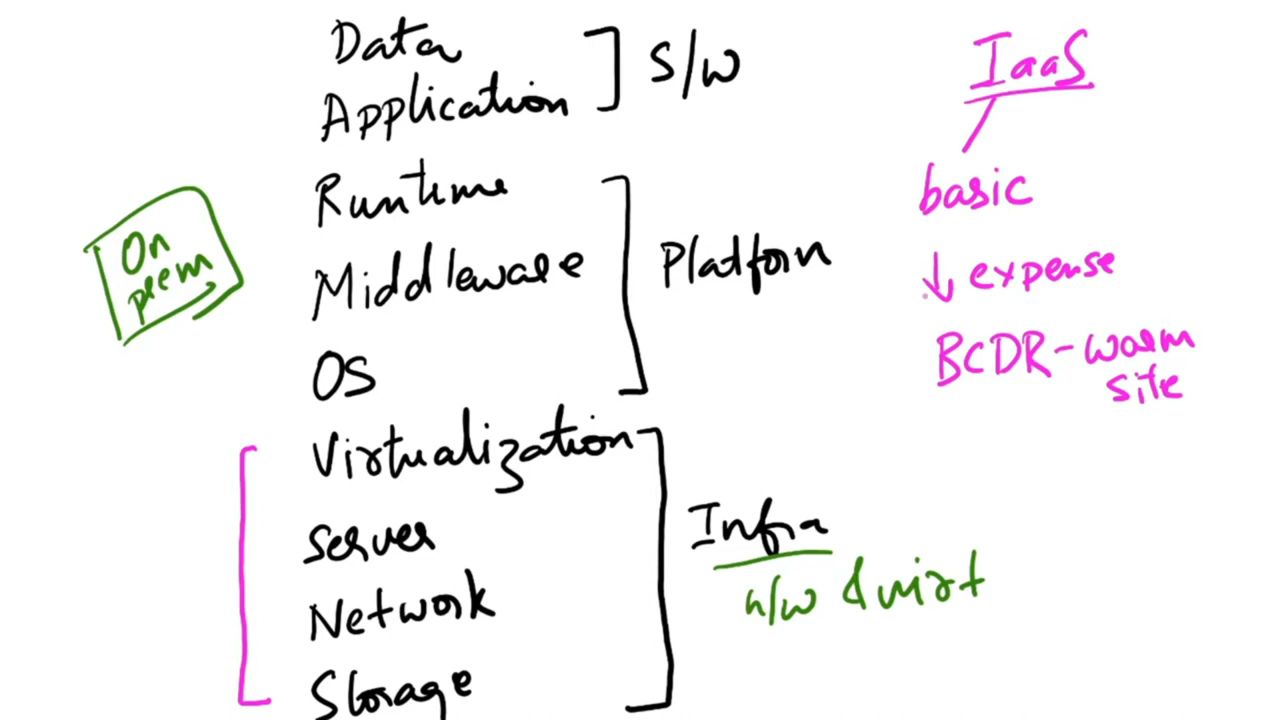 Data
Application
S/W
Runtime
Middleware
OS
Platform
Virtualization
Server
Network
Storage
Infra
h/w & virt
On
prem
IaaS
basic
↓ expense
BCDR - warm
site